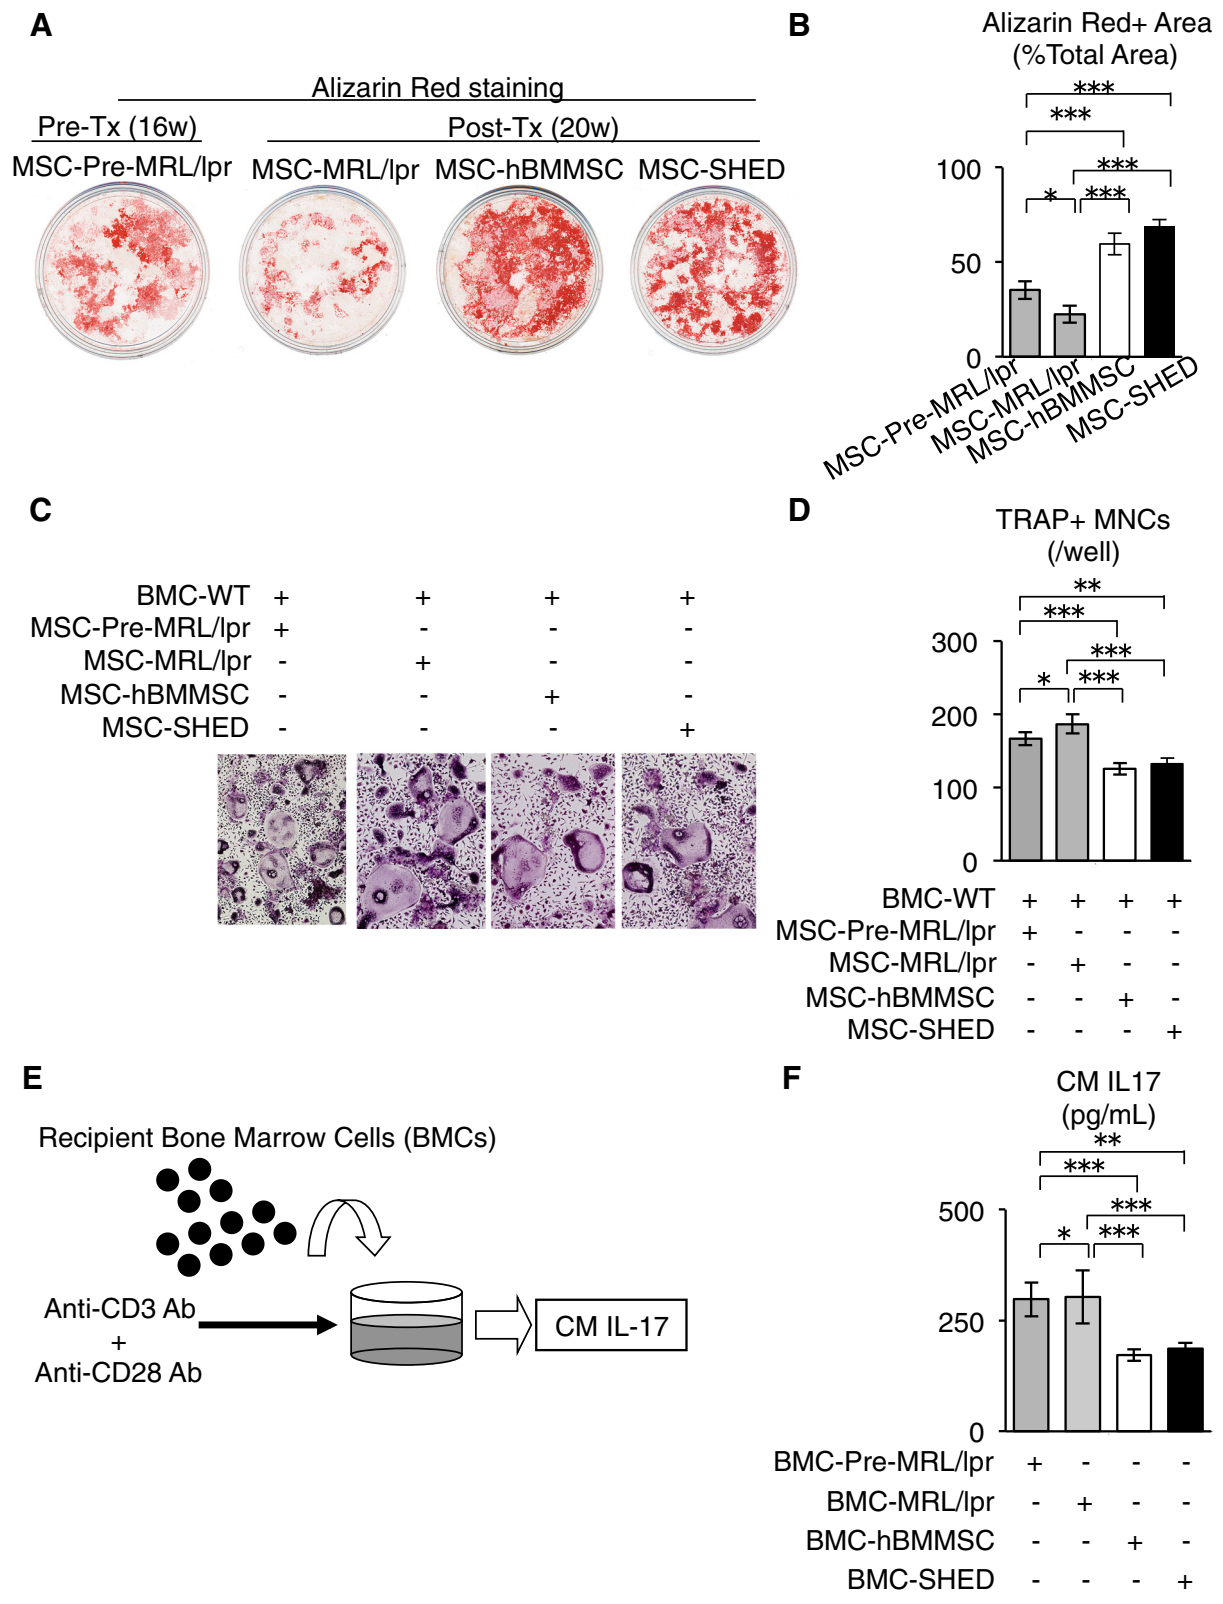 A
Alizarin Red staining
Pre-Tx (16w)
Post-Tx (20w)
MSC-Pre-MRL/lpr
MSC-MRL/lpr
MSC-hBMMSC
MSC-SHED
B
Alizarin Red+ Area
(%Total Area)
***
***
***
* ***
100
50
0
MSC-Pre-MRL/lpr
MSC-MRL/lpr
MSC-hBMMSC
MSC-SHED
C
BMC-WT + + + +
MSC-Pre-MRL/lpr + - - -
MSC-MRL/lpr - + - -
MSC-hBMMSC - - + -
MSC-SHED - - - +
D
TRAP+ MNCs
(/well)
**
***
***
* ***
300
200
100
0
BMC-WT + + + +
MSC-Pre-MRL/lpr + - - -
MSC-MRL/lpr - + - -
MSC-hBMMSC - - + -
MSC-SHED - - - +
E
Recipient Bone Marrow Cells (BMCs)
Anti-CD3 Ab
+
Anti-CD28 Ab
CM IL-17
F
CM IL17
(pg/mL)
**
***
***
* ***
500
250
0
BMC-Pre-MRL/lpr + - - -
BMC-MRL/lpr - + - -
BMC-hBMMSC - - + -
BMC-SHED - - - +